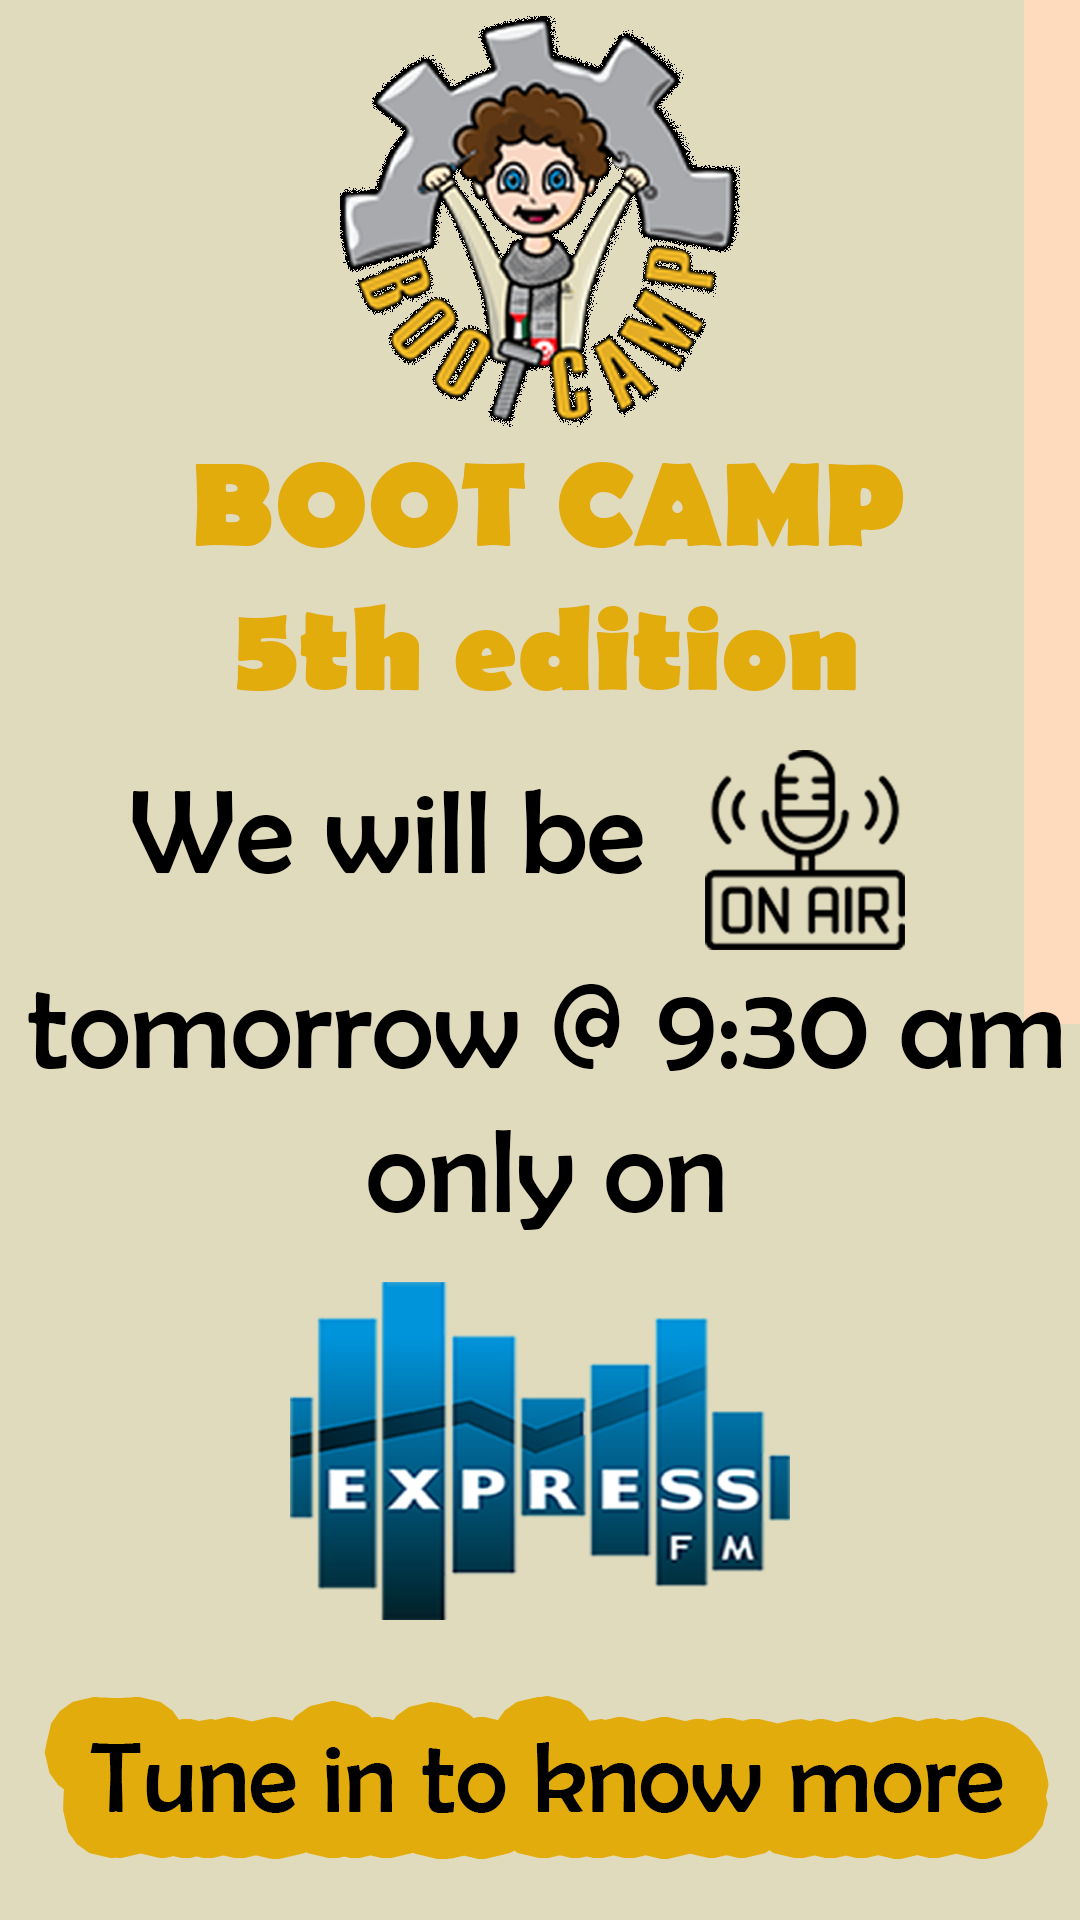 BOOT CAMP
BOOT CAMP
5th edition
We will be
ON AIR
tomorrow @ 9:30 am
only on
EXPRESS
FM
Tune in to know more